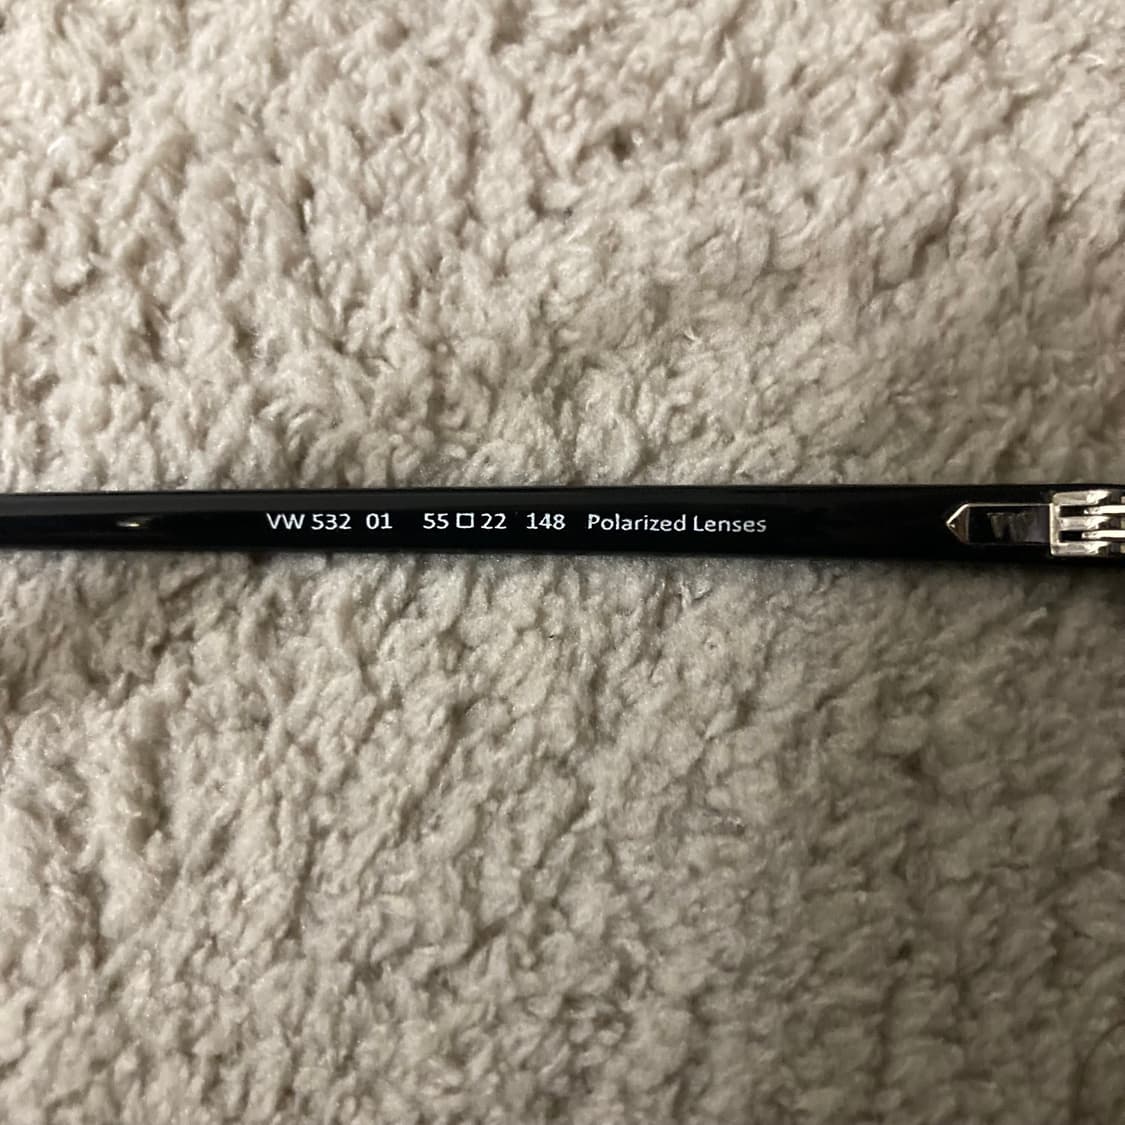 VW 532 01 55 □ 22 148 Polarized Lenses